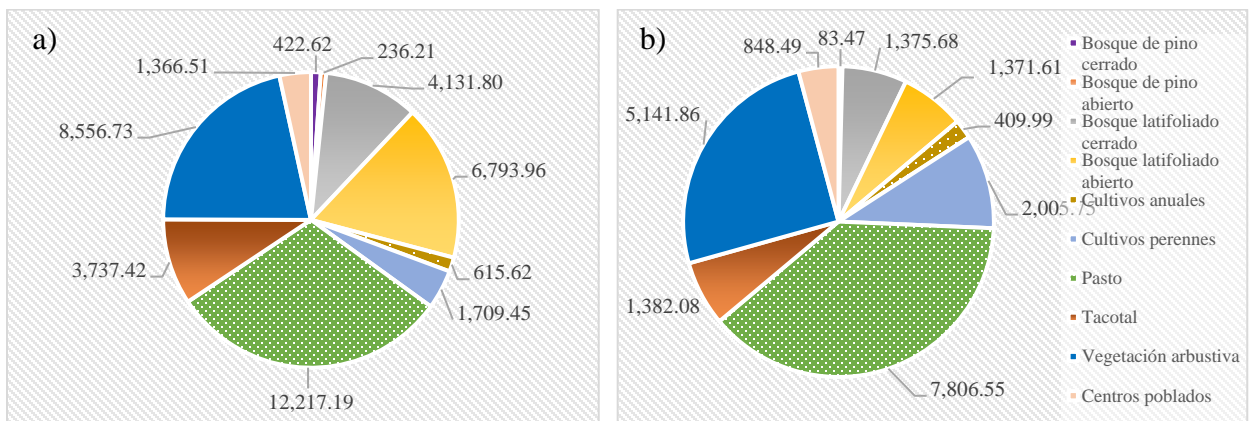 a)
422.62
236.21
4,131.80
6,793.96
615.62
1,709.45
12,217.19
3,737.42
8,556.73
1,366.51
b)
83.47
1,375.68
1,371.61
409.99
2,005.75
7,806.55
1,382.08
5,141.86
848.49
Bosque de pino
cerrado
Bosque de pino
abierto
Bosque latifoliado
cerrado
Bosque latifoliado
abierto
Cultivos anuales
Cultivos perennes
Pasto
Tacotal
Vegetación arbustiva
Centros poblados